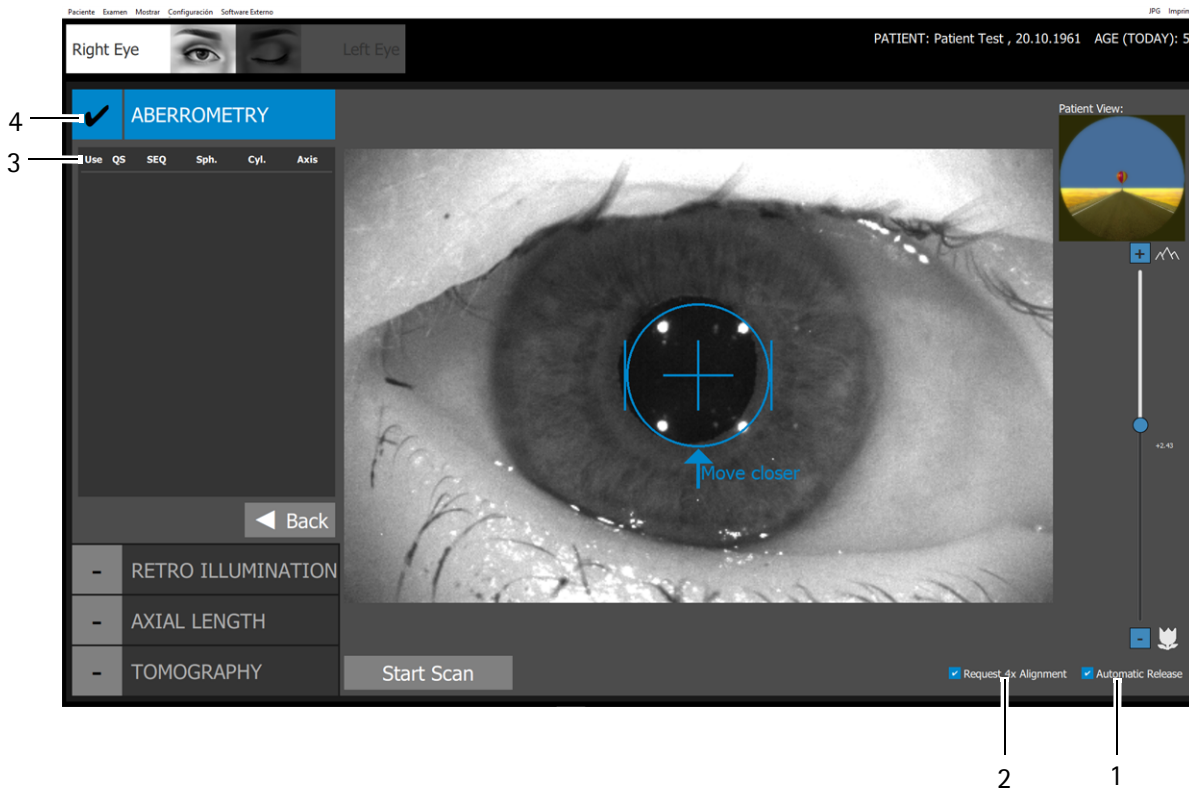 Paciente Examen Mostrar Configuración Software Externo JPG Imprim
Right Eye Left Eye PATIENT: Patient Test , 20.10.1961 AGE (TODAY): 5
4 ✔ ABERROMETRY
Patient View:
3 Use QS SEQ Sph. Cyl. Axis
+
+2.43
Move closer
◀ Back
- RETRO ILLUMINATION
- AXIAL LENGTH
-
- TOMOGRAPHY
Start Scan
Request 4x Alignment Automatic Release
2 1